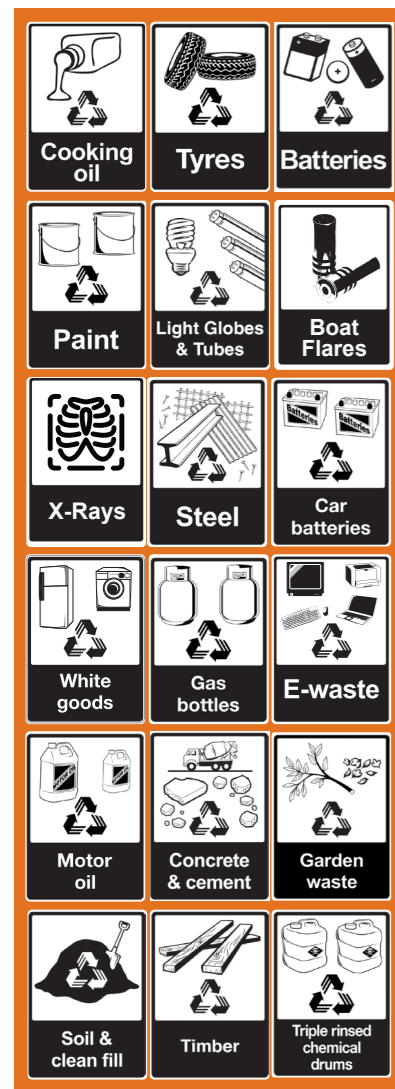 Cooking
oil
Tyres
Batteries
Paint
Light Globes
& Tubes
Boat
Flares
X-Rays
Steel
Batteries
Batteries
Car
batteries
White
goods
Gas
bottles
E-waste
Motor
oil
Concrete
& cement
Garden
waste
Soil &
clean fill
Timber
Triple rinsed
chemical
drums